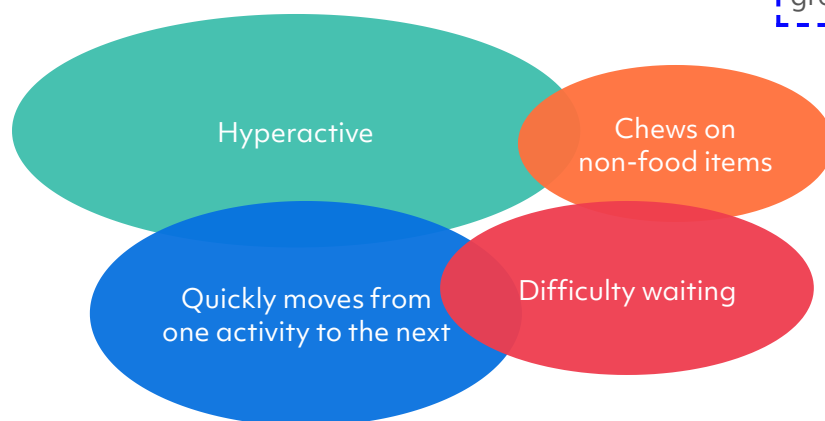 Hyperactive
Chews on
non-food items
Quickly moves from
one activity to the next
Difficulty waiting